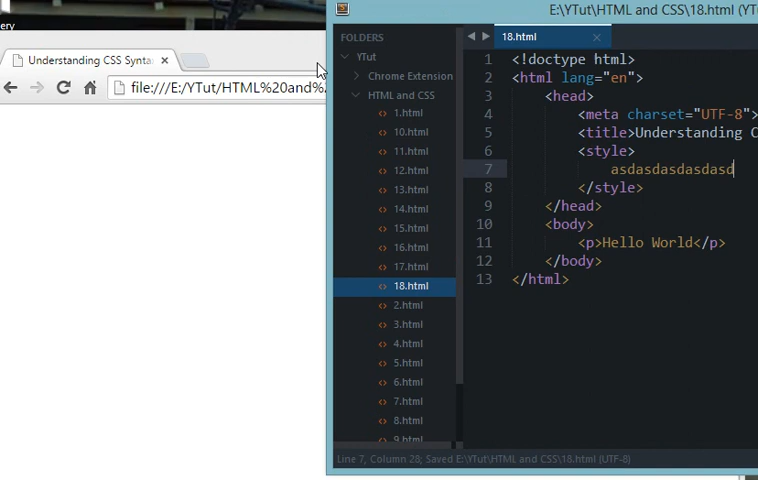 ery
E:\YTut\HTML and CSS\18.html (YT
Understanding CSS Synta
file:///E:/YTut/HTML%20and%2
FOLDERS
YTut
Chrome Extension
HTML and CSS
1.html
10.html
11.html
12.html
13.html
14.html
15.html
16.html
17.html
18.html
2.html
3.html
4.html
5.html
6.html
7.html
8.html
9.html
18.html
1 <!doctype html>
2 <html lang="en">
3 <head>
4 <meta charset="UTF-8">
5 <title>Understanding C
6 <style>
7 asdasdasdasdasd
8 </style>
9 </head>
10 <body>
11 <p>Hello World</p>
12 </body>
13 </html>
Line 7, Column 28; Saved E:\YTut\HTML and CSS\18.html (UTF-8)